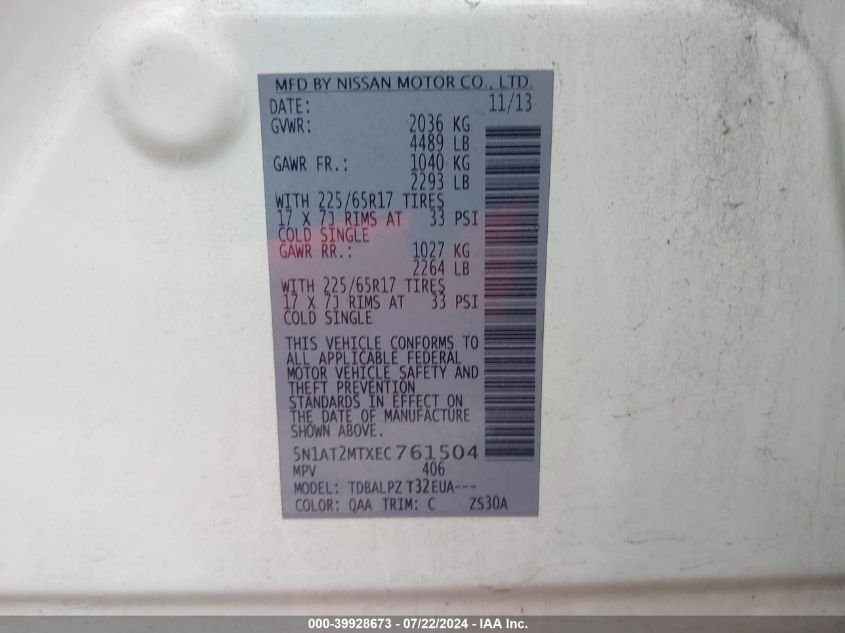 MFD BY NISSAN MOTOR CO., LTD.
DATE: 11/13
GVWR: 2036 KG
4489 LB
GAWR FR.: 1040 KG
2293 LB
WITH 225/65R17 TIRES
17 X 7J RIMS AT 33 PSI
COLD SINGLE
GAWR RR.: 1027 KG
2264 LB
WITH 225/65R17 TIRES
17 X 7J RIMS AT 33 PSI
COLD SINGLE
THIS VEHICLE CONFORMS TO
ALL APPLICABLE FEDERAL
MOTOR VEHICLE SAFETY AND
THEFT PREVENTION
STANDARDS IN EFFECT ON
THE DATE OF MANUFACTURE
SHOWN ABOVE.
5N1AT2MTXEC761504
MPV 406
MODEL: TDBALPZ T32EUA---
COLOR: QAA TRIM: C ZS30A
000-39928673 - 07/22/2024 - IAA Inc.